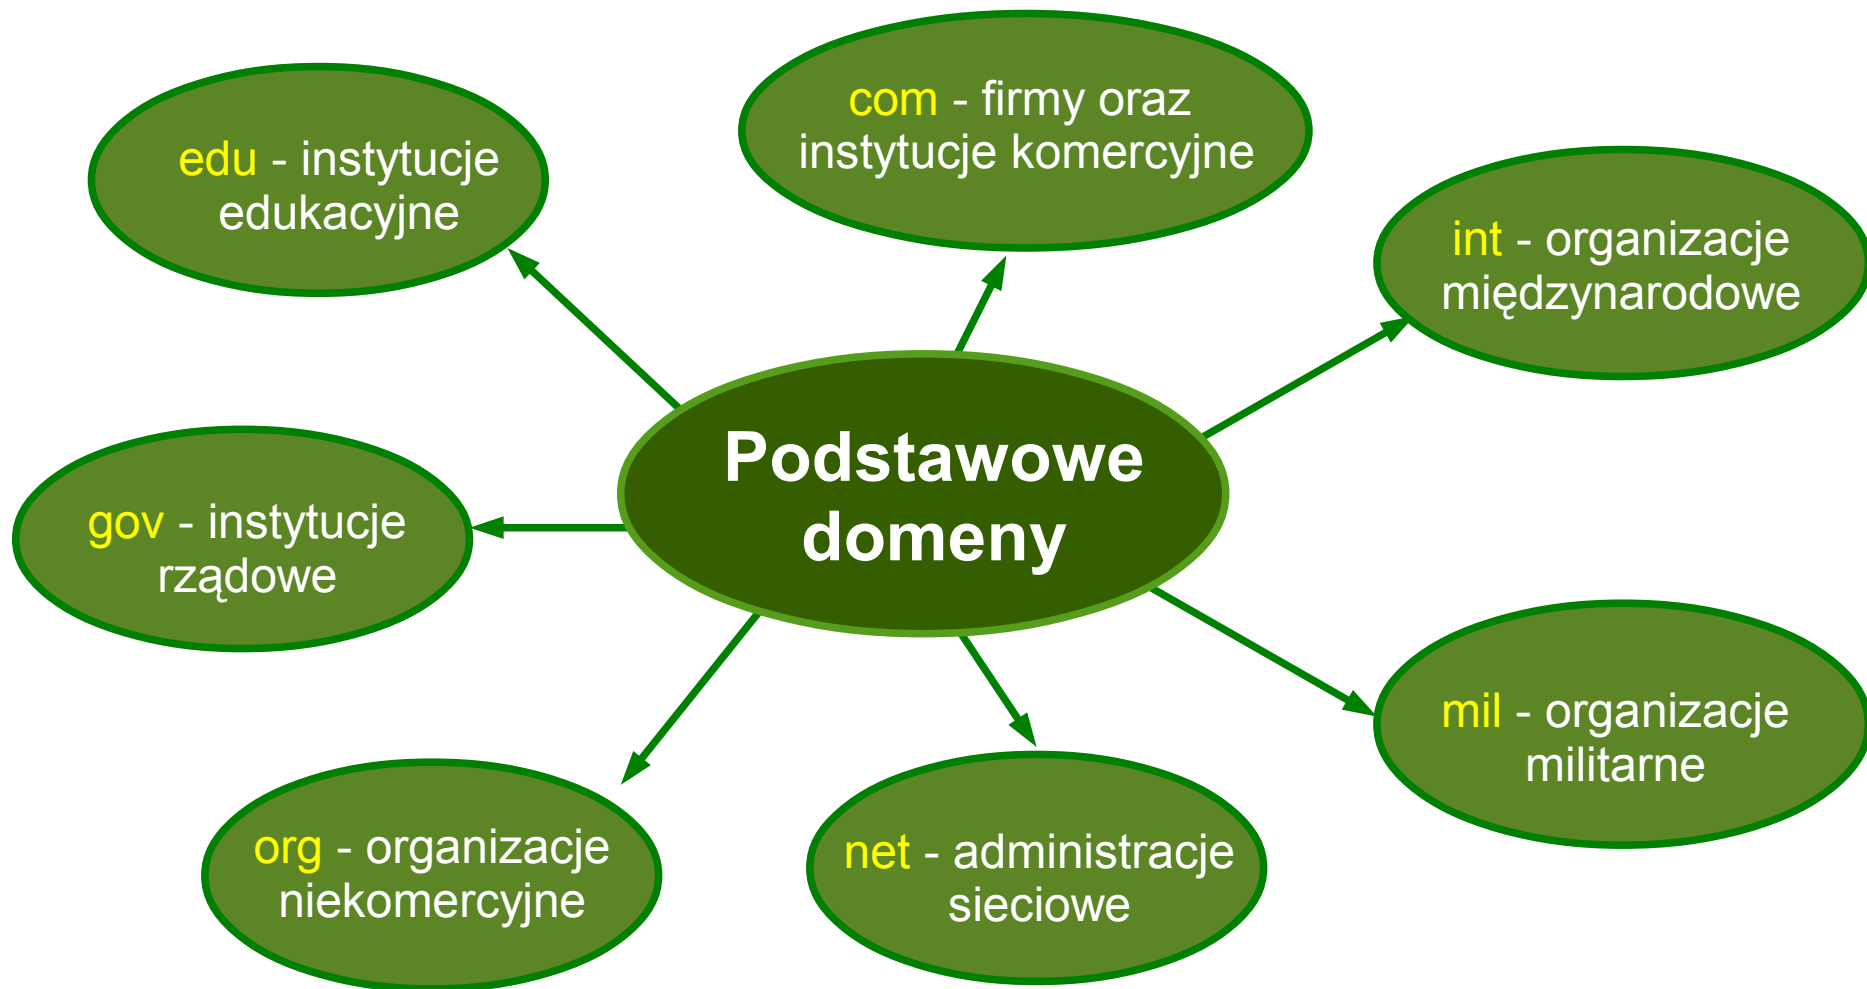 com - firmy oraz
instytucje komercyjne
edu - instytucje
edukacyjne
int - organizacje
międzynarodowe
Podstawowe
domeny
gov - instytucje
rządowe
mil - organizacje
militarne
org - organizacje
niekomercyjne
net - administracje
sieciowe